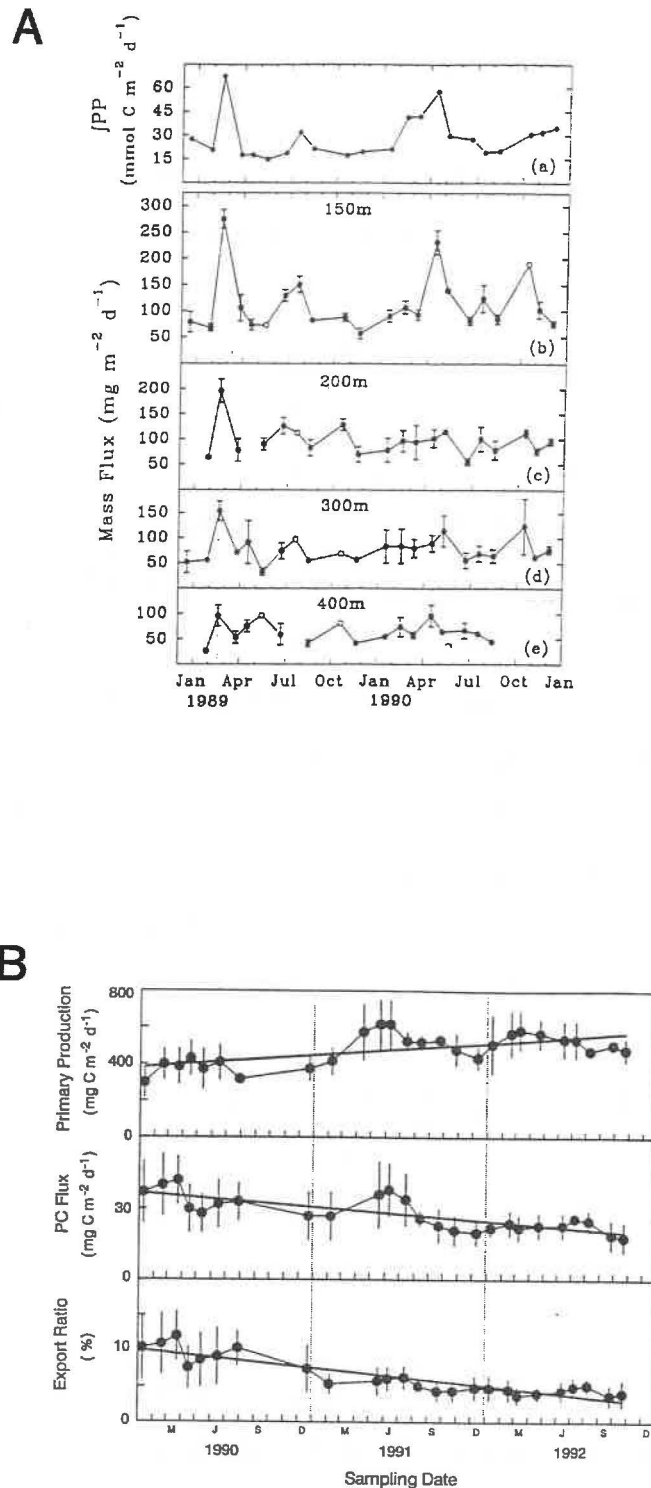 A
∫PP
(mmol C m⁻² d⁻¹)
60
45
30
15
(a)
Mass Flux (mg m⁻² d⁻¹)
150m
300
250
200
150
100
50
(b)
200m
200
150
100
50
(c)
300m
150
100
50
(d)
400m
100
50
(e)
Jan Apr Jul Oct Jan Apr Jul Oct Jan
1989 1990
B
Primary Production
(mg C m⁻² d⁻¹)
800
400
0
PC Flux
(mg C m⁻² d⁻¹)
30
0
Export Ratio
(%)
10
0
M J S D M J S D M J S D
1990 1991 1992
Sampling Date